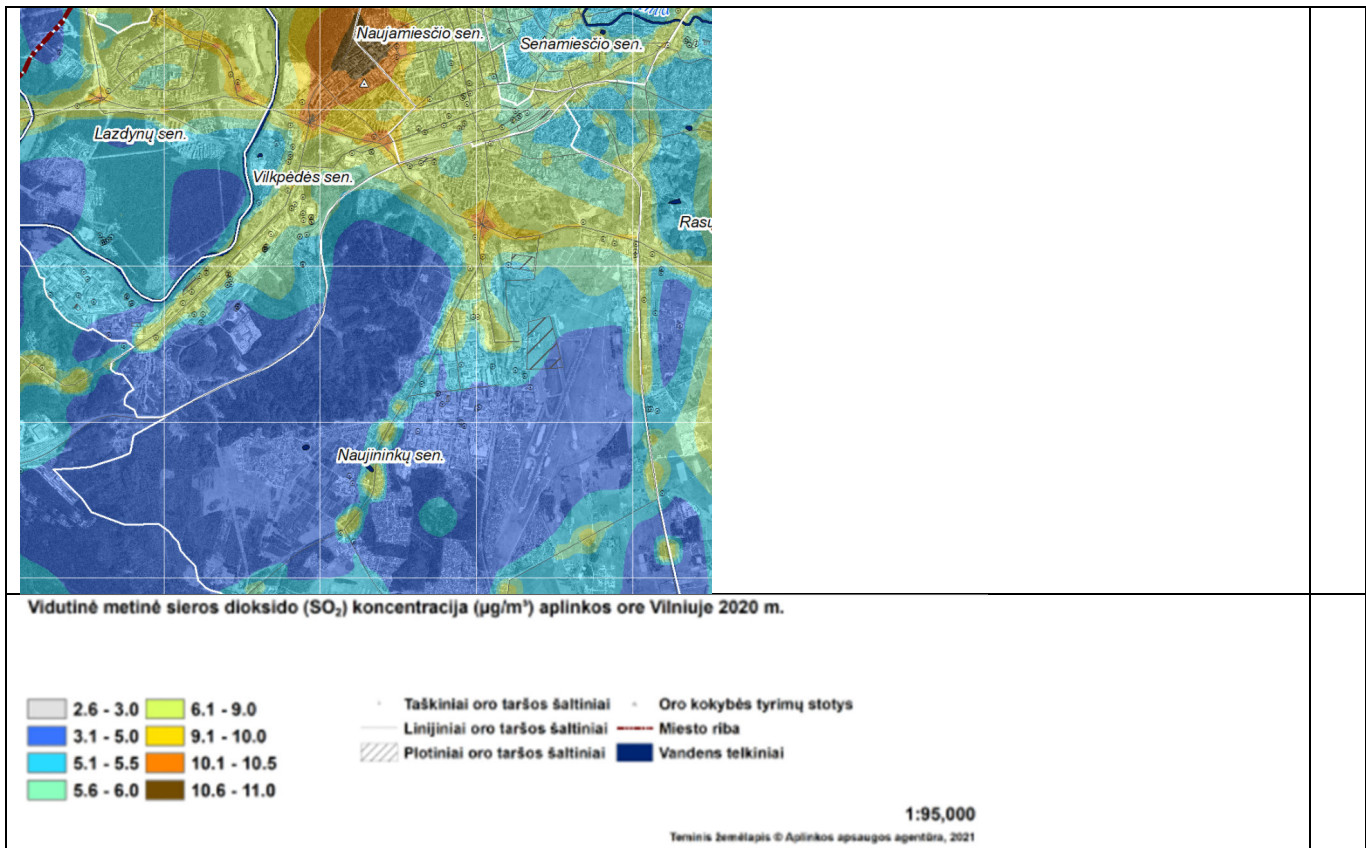 Naujamiesčio sen.
Senamiesčio sen.
Lazdynų sen.
Vilkpėdės sen.
Rasų
Naujininkų sen.
Vidutinė metinė sieros dioksido (SO₂) koncentracija (µg/m³) aplinkos ore Vilniuje 2020 m.
2.6 - 3.0
6.1 - 9.0
3.1 - 5.0
9.1 - 10.0
5.1 - 5.5
10.1 - 10.5
5.6 - 6.0
10.6 - 11.0
Taškiniai oro taršos šaltiniai
Oro kokybės tyrimų stotys
Linijiniai oro taršos šaltiniai
Miesto riba
Plotiniai oro taršos šaltiniai
Vandens telkiniai
1:95,000
Teminis žemėlapis © Aplinkos apsaugos agentūra, 2021